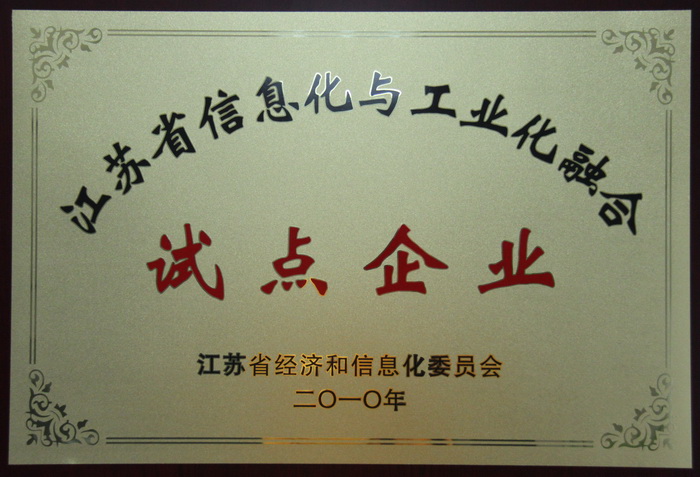 江苏省信息化与工业化融合
试点企业
江苏省经济和信息化委员会
二〇一〇年